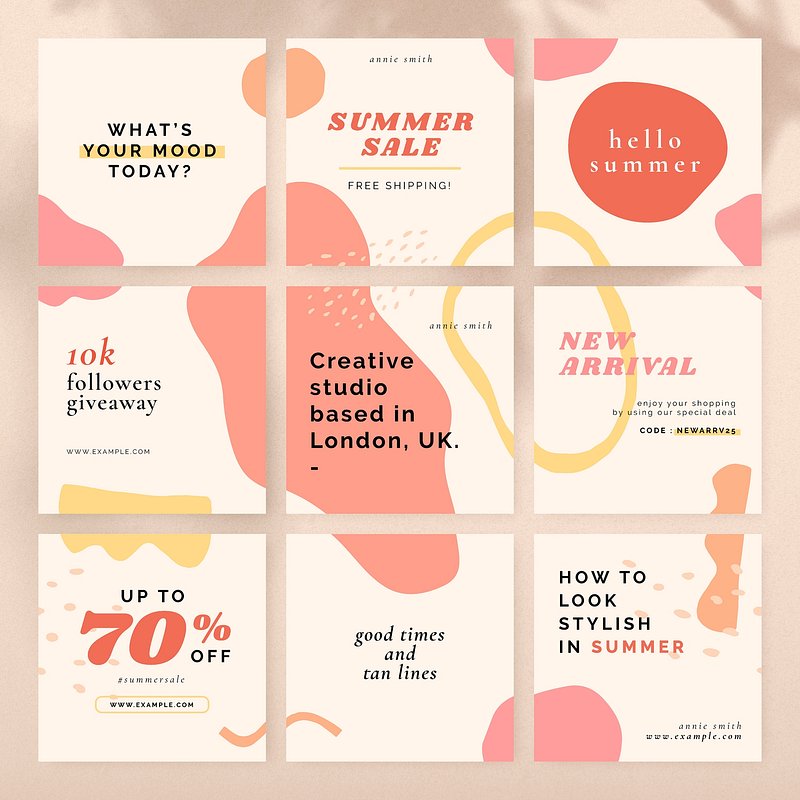 WHAT'S
YOUR MOOD
TODAY?
annie smith
SUMMER
SALE
FREE SHIPPING!
hello
summer
10k
followers
giveaway
WWW.EXAMPLE.COM
annie smith
Creative
studio
based in
London, UK.
-
NEW
ARRIVAL
enjoy your shopping
by using our special deal
CODE : NEWARRV25
UP TO
70%
OFF
#summersale
WWW.EXAMPLE.COM
good times
and
tan lines
HOW TO
LOOK
STYLISH
IN SUMMER
annie smith
www.example.com